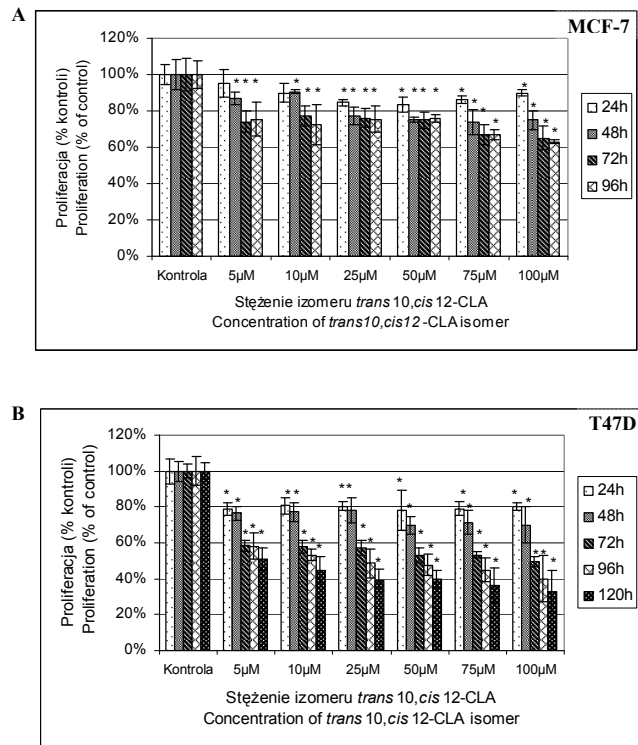 A
MCF-7
120%
100%
80%
60%
40%
20%
0%
Proliferacja (% kontroli)
Proliferation (% of control)
* * * * * * * * * * * * * * * * * * * * *
Kontrola 5µM 10µM 25µM 50µM 75µM 100µM
Stężenie izomeru trans 10,cis 12-CLA
Concentration of trans10,cis12-CLA isomer
24h
48h
72h
96h
B
T47D
120%
100%
80%
60%
40%
20%
0%
Proliferacja (% kontroli)
Proliferation (% of control)
* * * * * * * * * * * * * * * * * * * * * * * * * * * * * *
Kontrola 5µM 10µM 25µM 50µM 75µM 100µM
Stężenie izomeru trans 10,cis 12-CLA
Concentration of trans 10,cis 12-CLA isomer
24h
48h
72h
96h
120h